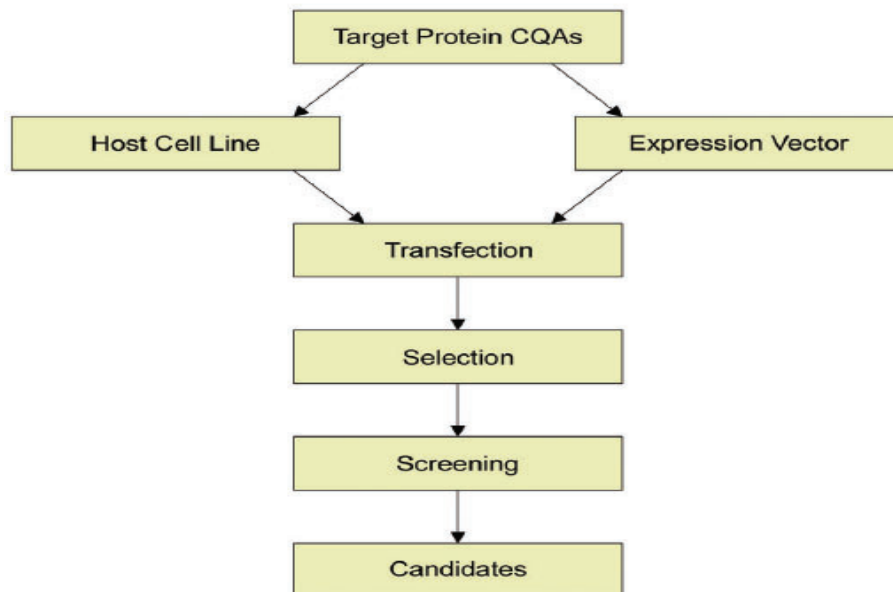 Target Protein CQAs
Host Cell Line
Expression Vector
Transfection
Selection
Screening
Candidates